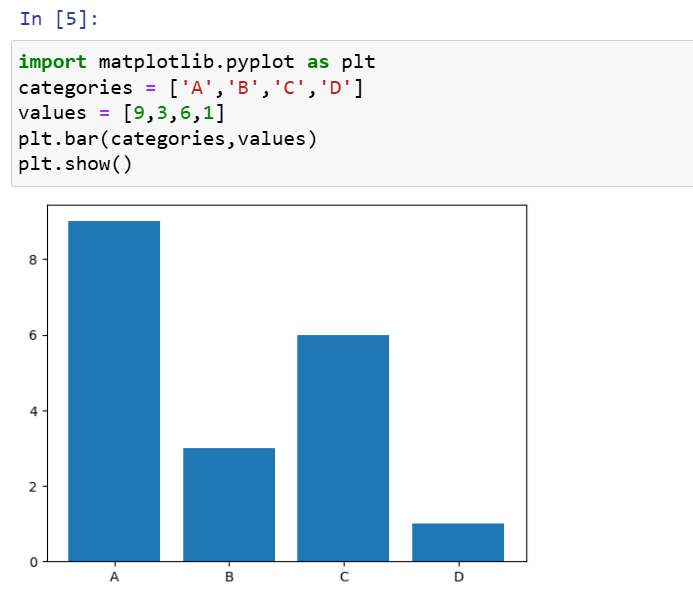 In [5]:
import matplotlib.pyplot as plt
categories = ['A','B','C','D']
values = [9,3,6,1]
plt.bar(categories,values)
plt.show()
8
6
4
2
0
A B C D